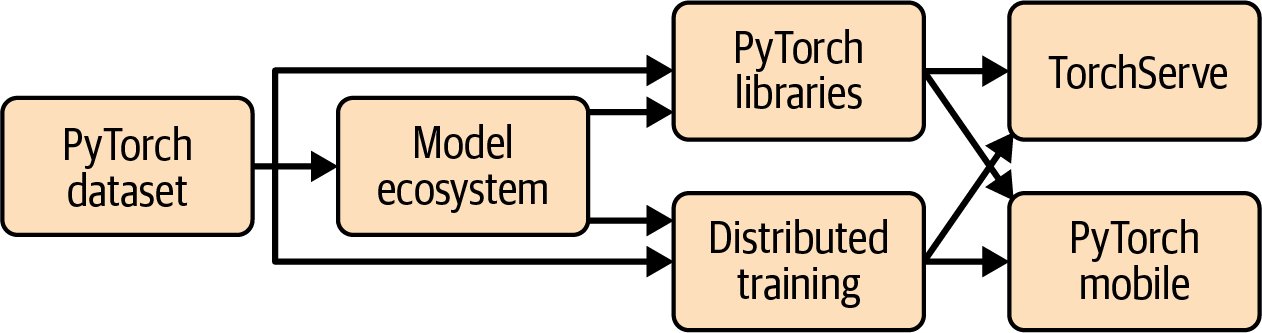 PyTorch
dataset
Model
ecosystem
PyTorch
libraries
Distributed
training
TorchServe
PyTorch
mobile